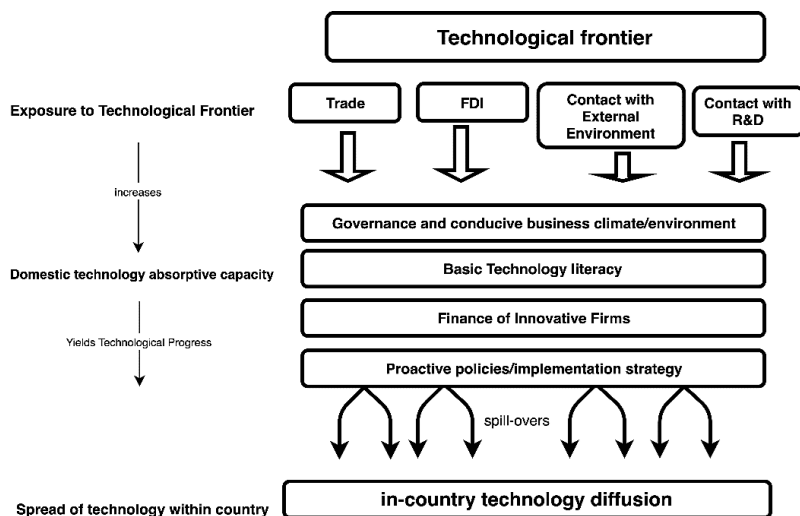 Technological frontier
Exposure to Technological Frontier
Trade
FDI
Contact with
External
Environment
Contact with
R&D
increases
Governance and conducive business climate/environment
Domestic technology absorptive capacity
Basic Technology literacy
Finance of Innovative Firms
Yields Technological Progress
Proactive policies/implementation strategy
spill-overs
in-country technology diffusion
Spread of technology within country